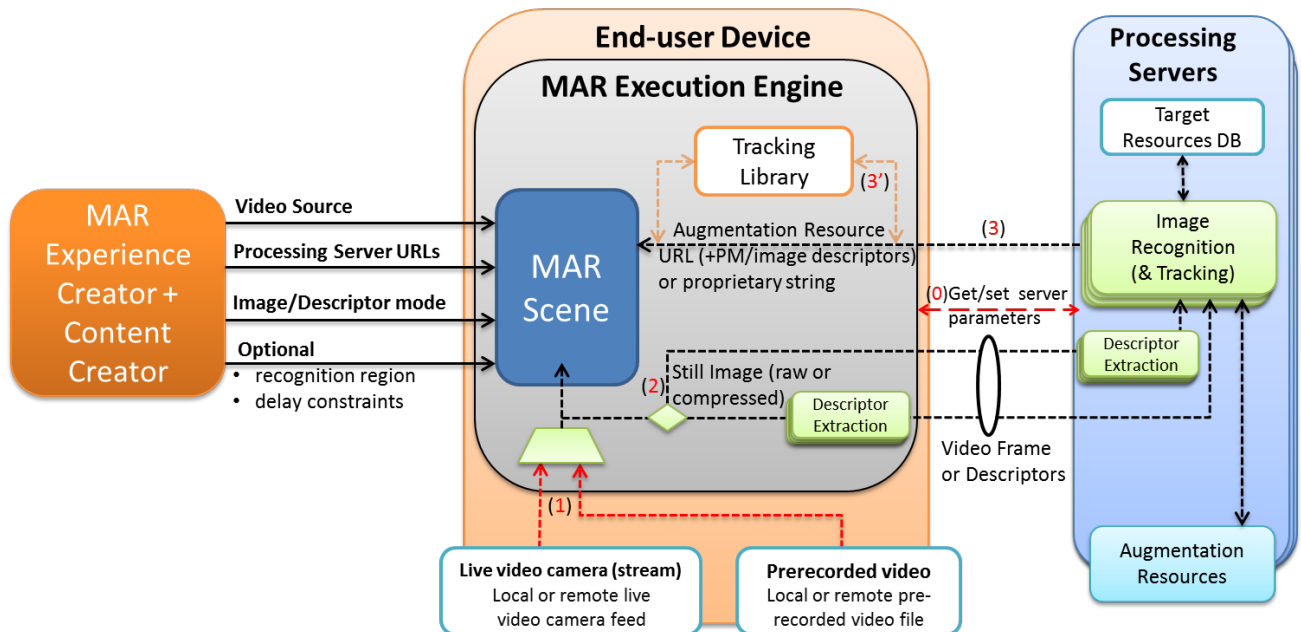 End-user Device
MAR Execution Engine
Processing
Servers
Target
Resources DB
Tracking
Library
(3’)
MAR
Experience
Creator +
Content
Creator
Video Source
Processing Server URLs
Image/Descriptor mode
Optional
• recognition region
• delay constraints
MAR
Scene
Augmentation Resource
URL (+PM/image descriptors)
or proprietary string
(3)
Image
Recognition
(& Tracking)
(0)Get/set server
parameters
Descriptor
Extraction
(2)
Still Image (raw or
compressed)
Descriptor
Extraction
Video Frame
or Descriptors
(1)
Live video camera (stream)
Local or remote live
video camera feed
Prerecorded video
Local or remote pre-
recorded video file
Augmentation
Resources